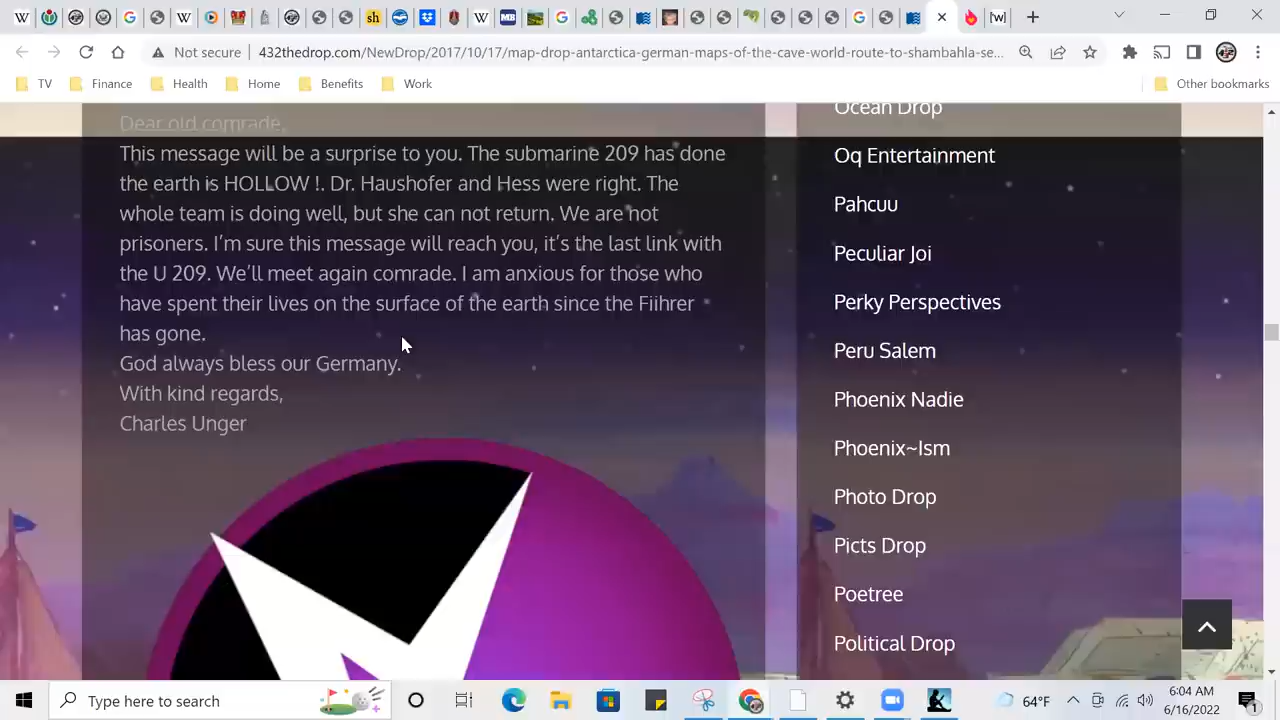 Not secure
432thedrop.com/NewDrop/2017/10/17/map-drop-antarctica-german-maps-of-the-cave-world-route-to-shambahla-se...
TV
Finance
Health
Home
Benefits
Work
Other bookmarks
Dear old comrade,
This message will be a surprise to you. The submarine 209 has done
the earth is HOLLOW !. Dr. Haushofer and Hess were right. The
whole team is doing well, but she can not return. We are not
prisoners. I'm sure this message will reach you, it's the last link with
the U 209. We'll meet again comrade. I am anxious for those who
have spent their lives on the surface of the earth since the Fiihrer
has gone.
God always bless our Germany.
With kind regards,
Charles Unger
Ocean Drop
Oq Entertainment
Pahcuu
Peculiar Joi
Perky Perspectives
Peru Salem
Phoenix Nadie
Phoenix~Ism
Photo Drop
Picts Drop
Poetree
Political Drop
Type here to search
64°F
6:04 AM
6/16/2022